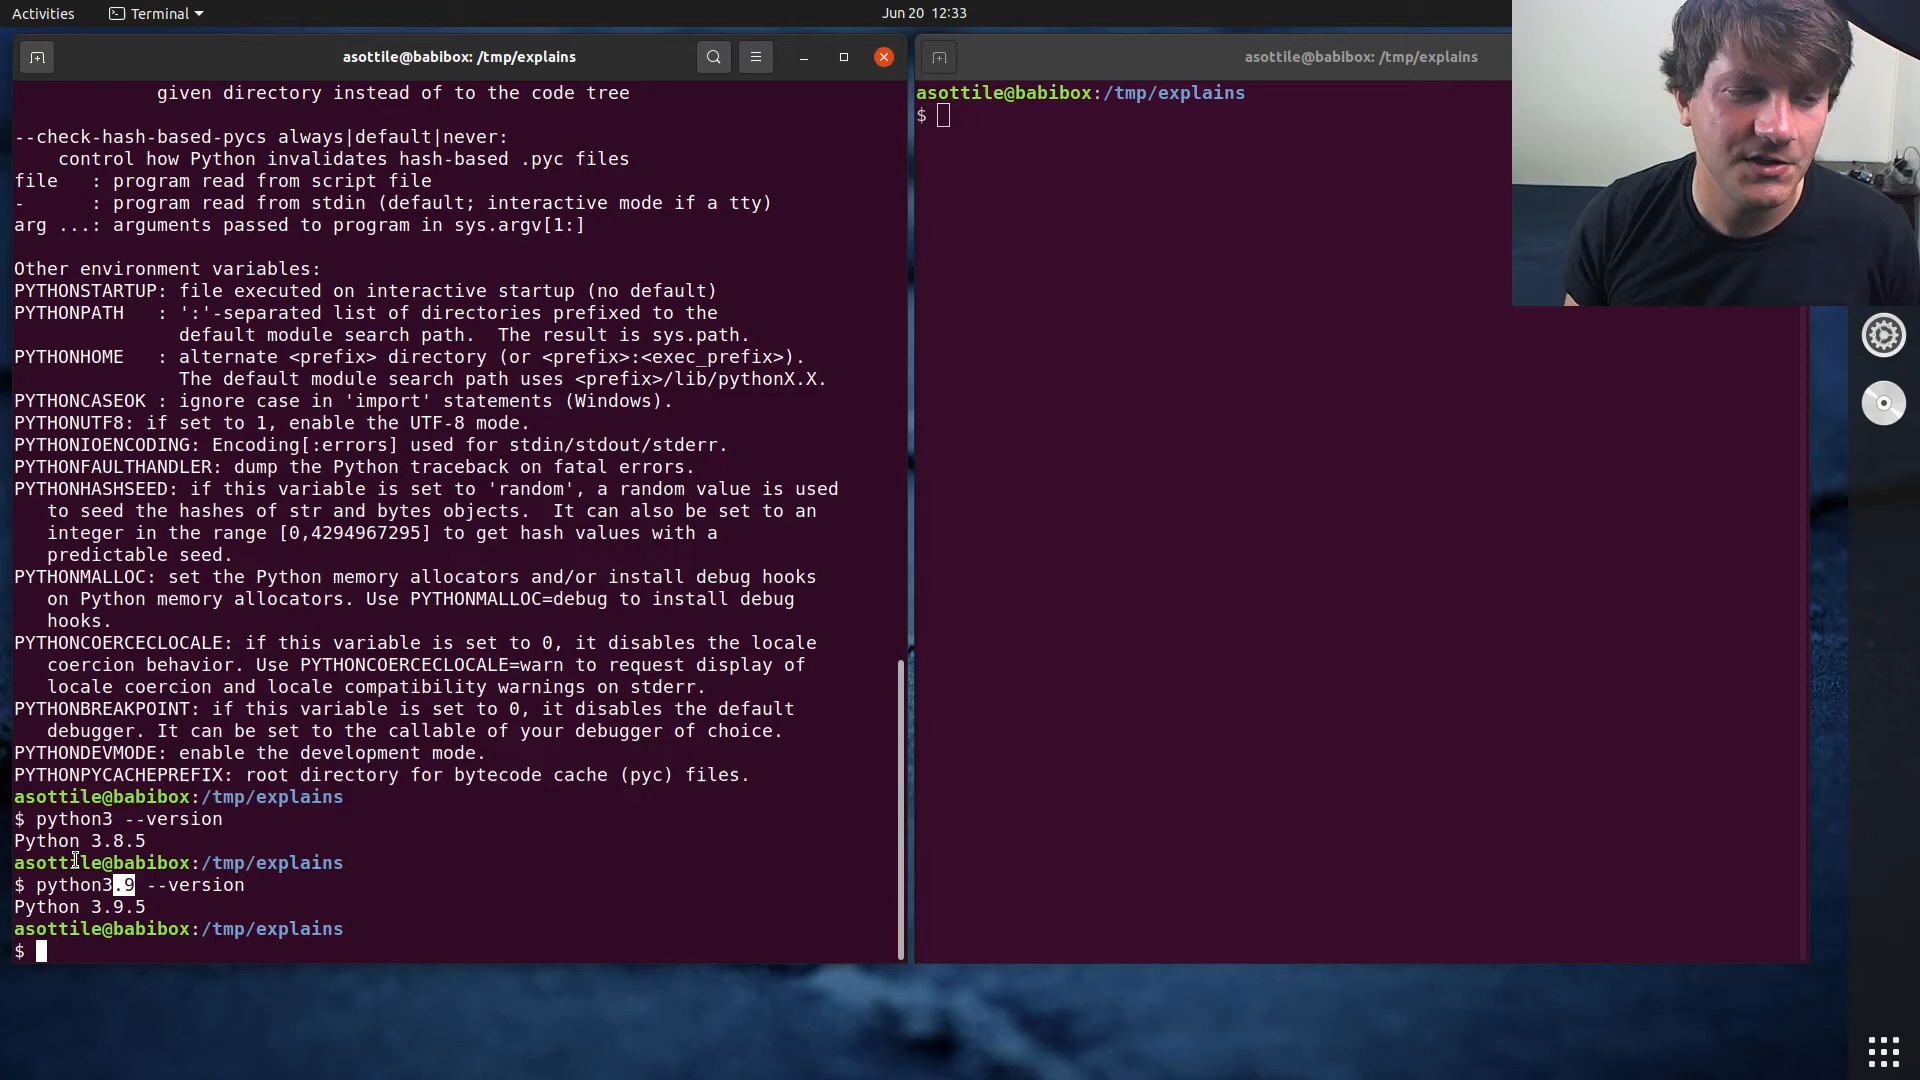 Activities
Terminal
Jun 20 12:33
asottile@babibox: /tmp/explains
given directory instead of to the code tree
--check-hash-based-pycs always|default|never:
control how Python invalidates hash-based .pyc files
file : program read from script file
- : program read from stdin (default; interactive mode if a tty)
arg ...: arguments passed to program in sys.argv[1:]
Other environment variables:
PYTHONSTARTUP: file executed on interactive startup (no default)
PYTHONPATH : ':'-separated list of directories prefixed to the
default module search path. The result is sys.path.
PYTHONHOME : alternate <prefix> directory (or <prefix>:<exec_prefix>).
The default module search path uses <prefix>/lib/pythonX.X.
PYTHONCASEOK : ignore case in 'import' statements (Windows).
PYTHONUTF8: if set to 1, enable the UTF-8 mode.
PYTHONIOENCODING: Encoding[:errors] used for stdin/stdout/stderr.
PYTHONFAULTHANDLER: dump the Python traceback on fatal errors.
PYTHONHASHSEED: if this variable is set to 'random', a random value is used
to seed the hashes of str and bytes objects. It can also be set to an
integer in the range [0,4294967295] to get hash values with a
predictable seed.
PYTHONMALLOC: set the Python memory allocators and/or install debug hooks
on Python memory allocators. Use PYTHONMALLOC=debug to install debug
hooks.
PYTHONCOERCECLOCALE: if this variable is set to 0, it disables the locale
coercion behavior. Use PYTHONCOERCECLOCALE=warn to request display of
locale coercion and locale compatibility warnings on stderr.
PYTHONBREAKPOINT: if this variable is set to 0, it disables the default
debugger. It can be set to the callable of your debugger of choice.
PYTHONDEVMODE: enable the development mode.
PYTHONPYCACHEPREFIX: root directory for bytecode cache (pyc) files.
asottile@babibox:/tmp/explains
$ python3 --version
Python 3.8.5
asottile@babibox:/tmp/explains
$ python3.9 --version
Python 3.9.5
asottile@babibox:/tmp/explains
$
asottile@babibox: /tmp/explains
asottile@babibox:/tmp/explains
$